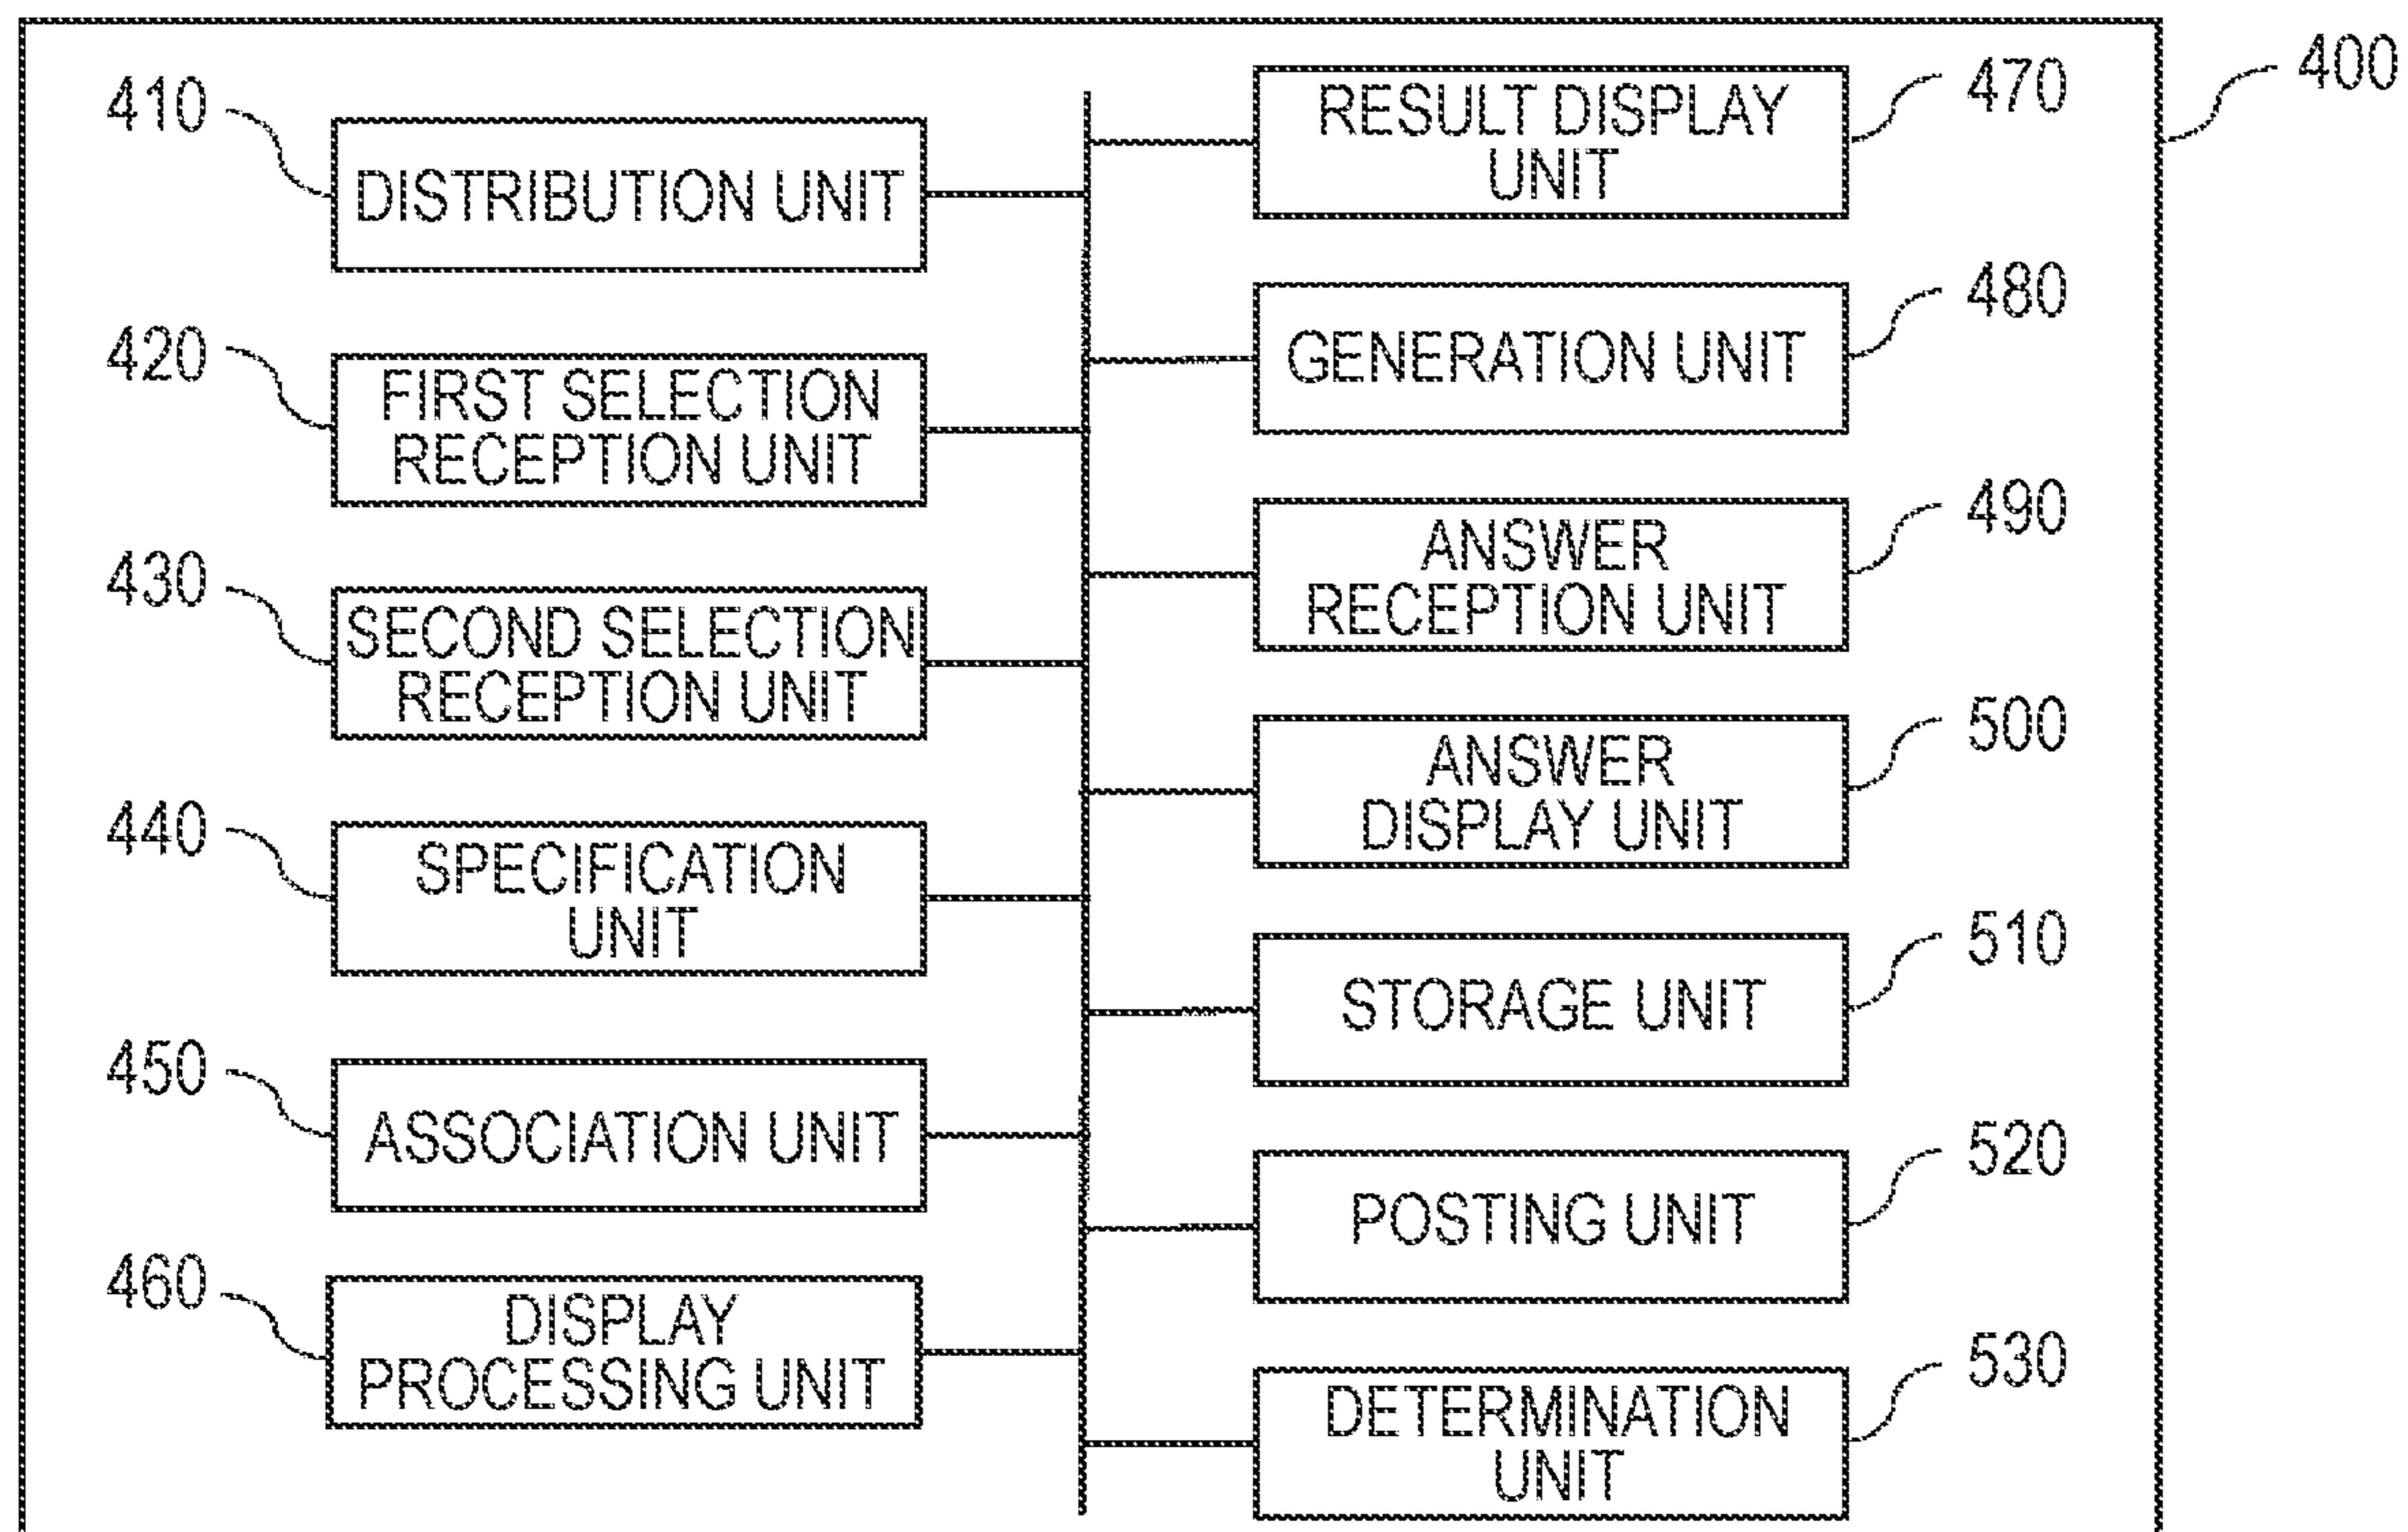 400
410
DISTRIBUTION UNIT
420
FIRST SELECTION
RECEPTION UNIT
430
SECOND SELECTION
RECEPTION UNIT
440
SPECIFICATION
UNIT
450
ASSOCIATION UNIT
460
DISPLAY
PROCESSING UNIT
RESULT DISPLAY
UNIT
470
GENERATION UNIT
480
ANSWER
RECEPTION UNIT
490
ANSWER
DISPLAY UNIT
500
STORAGE UNIT
510
POSTING UNIT
520
DETERMINATION
UNIT
530